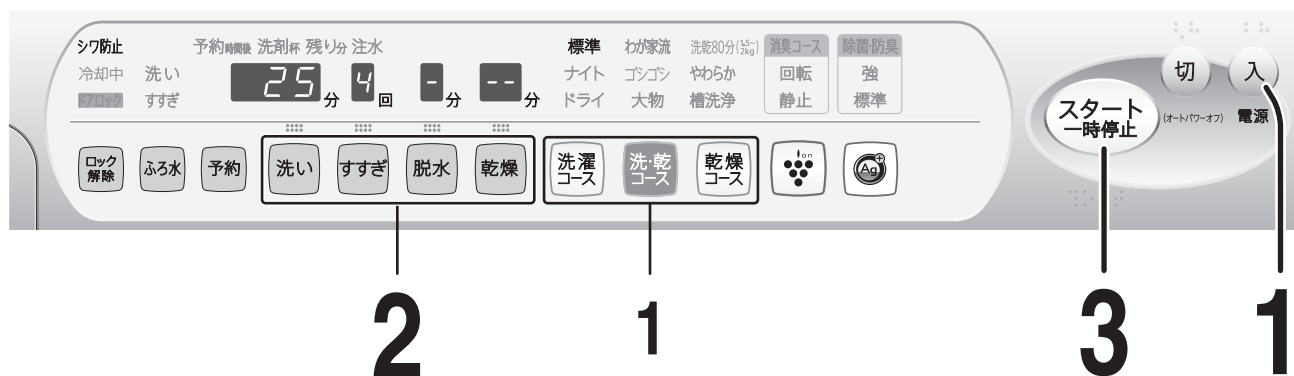 シワ防止 予約時間後 洗剤杯 残り分 注水 標準 わが家流 洗乾80分 消臭コース 除菌・防臭
切 入
冷却中 洗い ナイト ゴシゴシ やわらか 回転 強
25分 4回 -分 --分
ドアロック すすぎ ドライ 大物 槽洗浄 静止 標準
スタート
一時停止
(オートパワーオフ) 電源
ロック
解除
ふろ水
予約
洗い
すすぎ
脱水
乾燥
洗濯
コース
洗・乾
コース
乾燥
コース
ion
Ag+
2
1
3
1